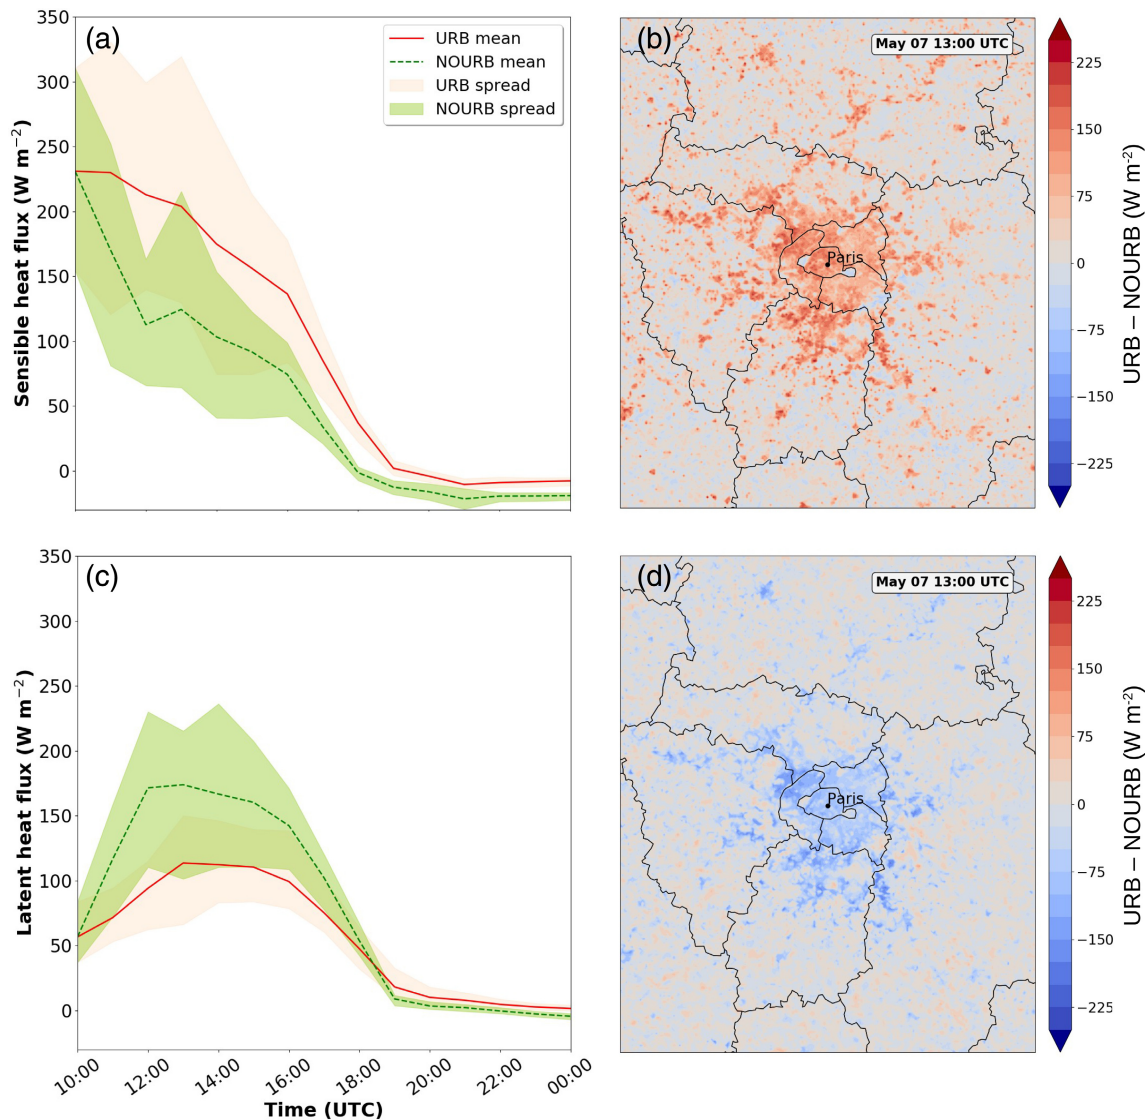 (a)
350
300
250
200
150
100
50
0
Sensible heat flux (W m⁻²)
URB mean
NOURB mean
URB spread
NOURB spread
(b)
May 07 13:00 UTC
Paris
225
150
75
0
−75
−150
−225
URB – NOURB (W m⁻²)
(c)
350
300
250
200
150
100
50
0
Latent heat flux (W m⁻²)
10:00
12:00
14:00
16:00
18:00
20:00
22:00
00:00
Time (UTC)
(d)
May 07 13:00 UTC
Paris
225
150
75
0
−75
−150
−225
URB – NOURB (W m⁻²)